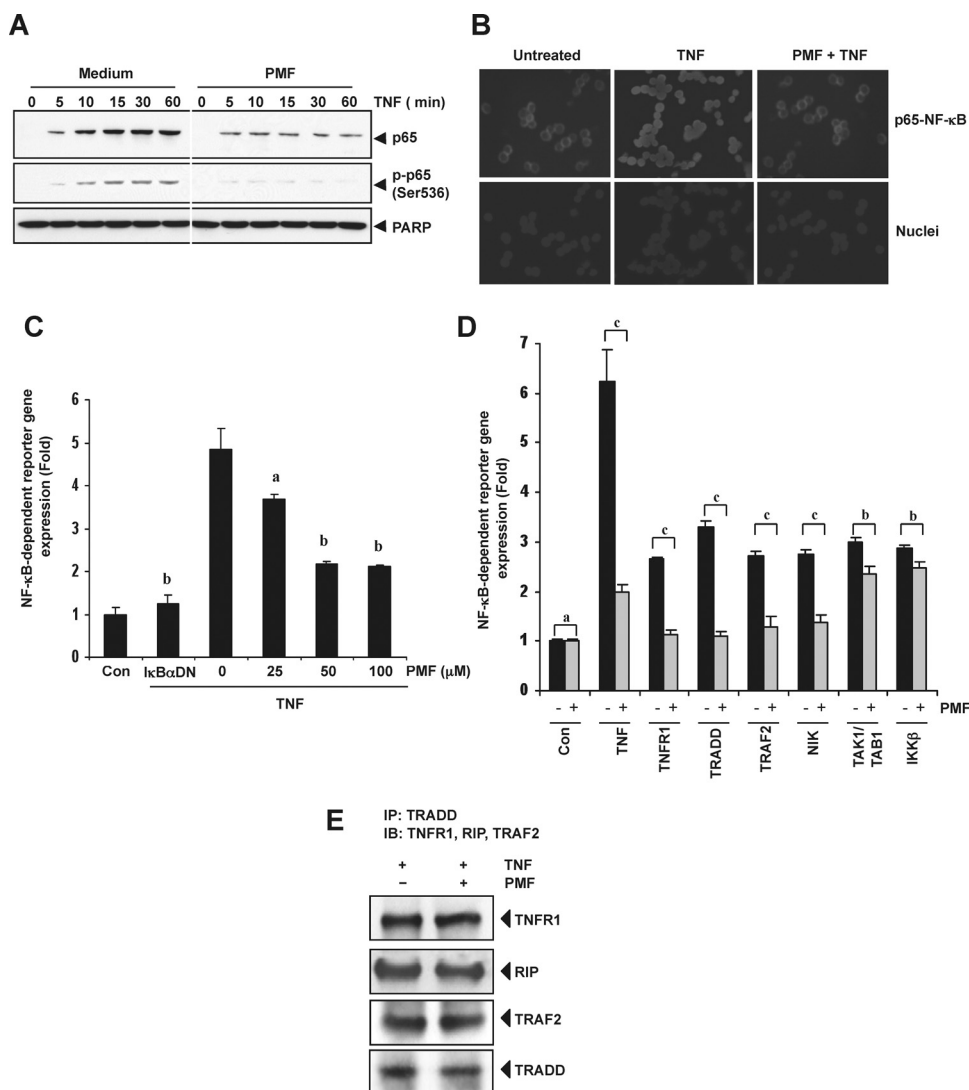 A
Medium PMF
0 5 10 15 30 60 0 5 10 15 30 60 TNF ( min)
p65
p-p65
(Ser536)
PARP
B
Untreated TNF PMF + TNF
p65-NF-κB
Nuclei
C
NF-κB-dependent reporter gene
expression (Fold)
6
5
4
3
2
1
0
b
a
b
b
Con IκBαDN 0 25 50 100 PMF (μM)
TNF
D
NF-κB-dependent reporter gene
expression (Fold)
7
6
5
4
3
2
1
0
a
c
c
c
c
c
b
b
- + - + - + - + - + - + - + - + PMF
Con
TNF
TNFR1
TRADD
TRAF2
NIK
TAK1/
TAB1
IKKβ
E
IP: TRADD
IB: TNFR1, RIP, TRAF2
+ + TNF
– + PMF
TNFR1
RIP
TRAF2
TRADD